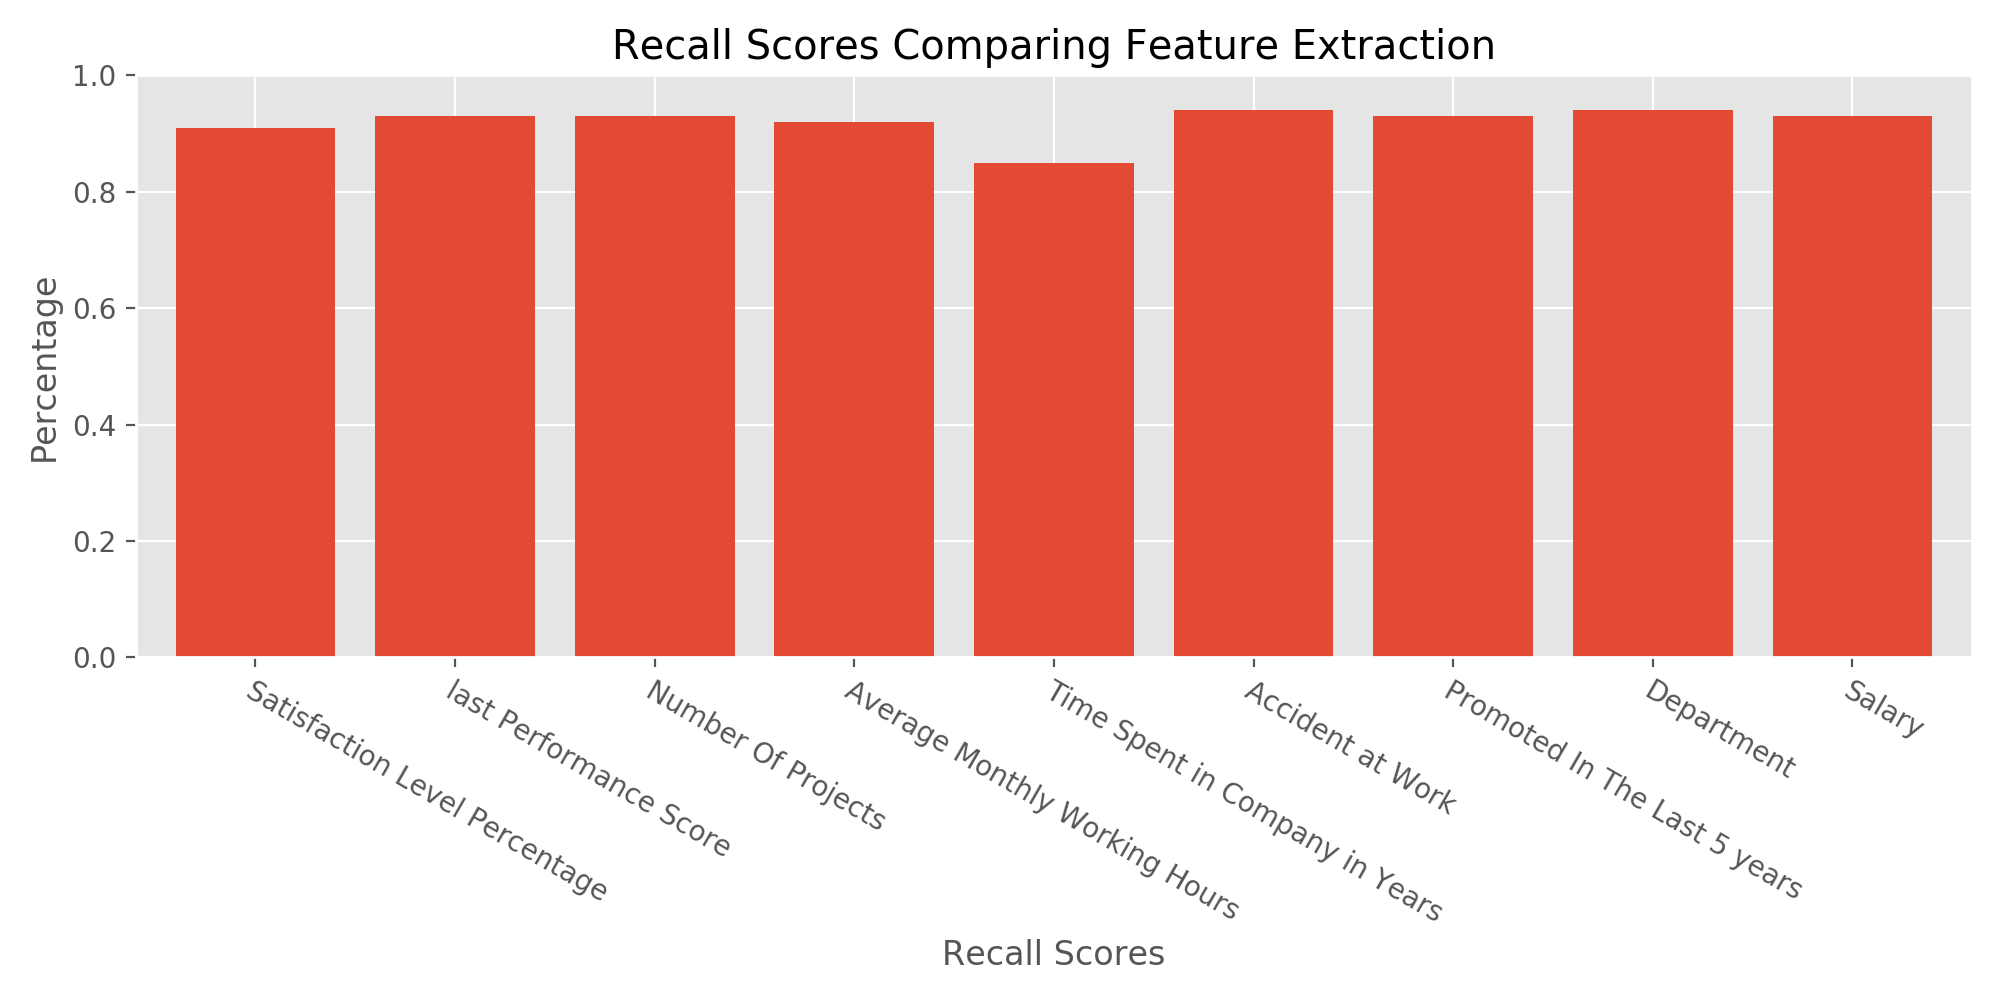 Recall Scores Comparing Feature Extraction
1.0
0.8
0.6
0.4
0.2
0.0
Percentage
Satisfaction Level Percentage
last Performance Score
Number Of Projects
Average Monthly Working Hours
Time Spent in Company in Years
Accident at Work
Promoted In The Last 5 years
Department
Salary
Recall Scores